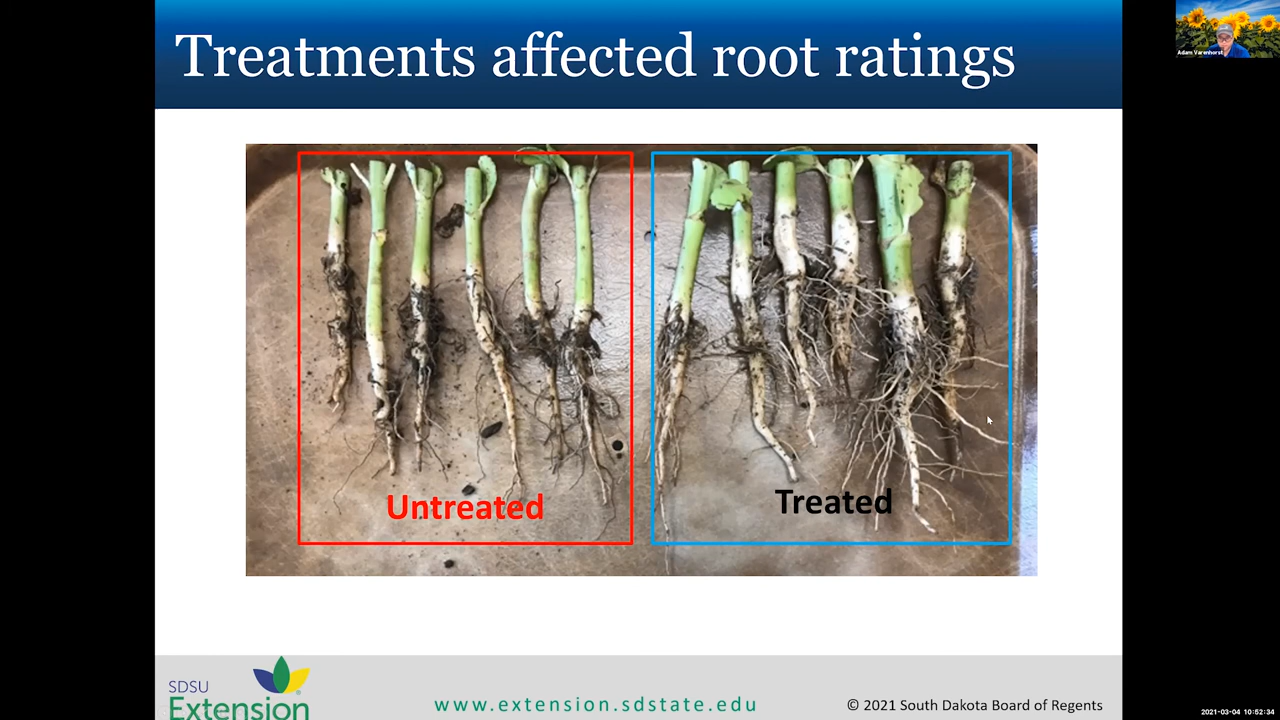 Treatments affected root ratings
Adam Varenhorst
Untreated
Treated
SDSU
Extension
www.extension.sdstate.edu
© 2021 South Dakota Board of Regents
2021-03-04 10:52:34